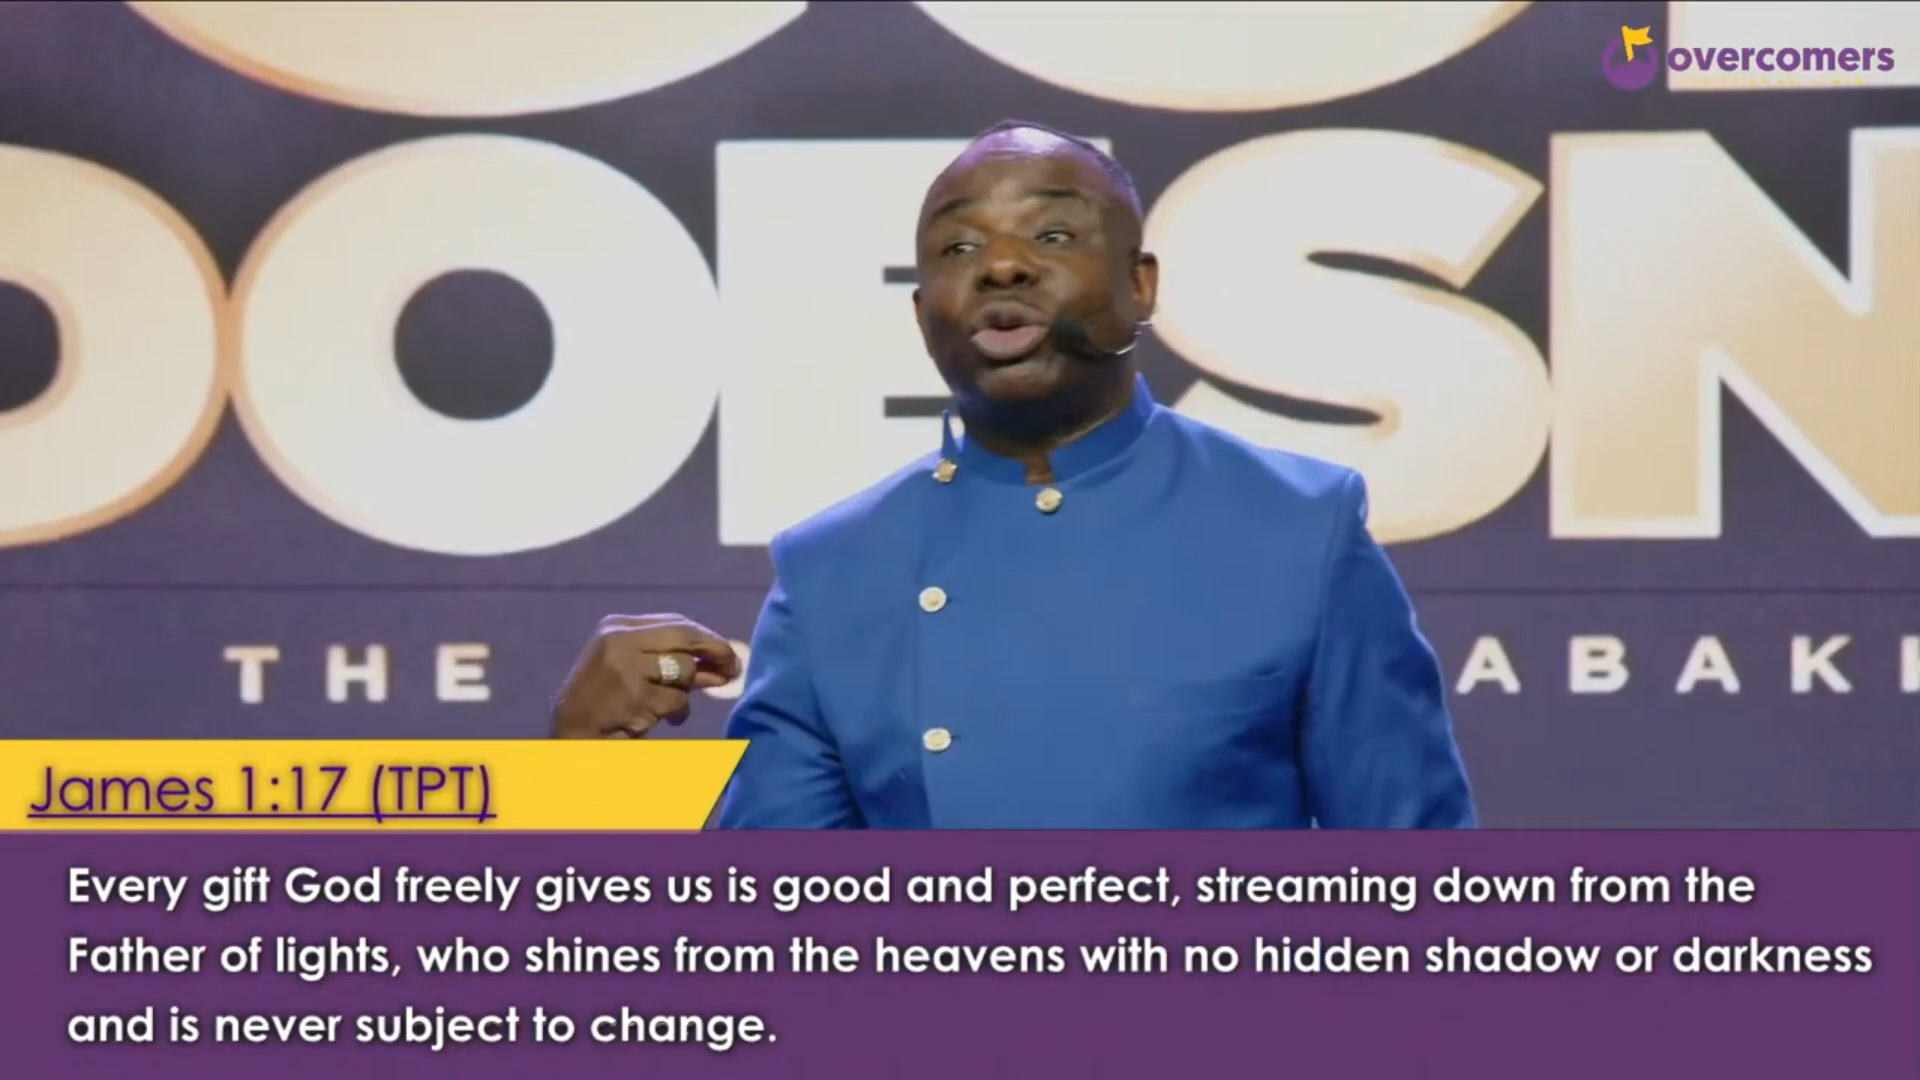 overcomers
DOESN
THE
ABAK
James 1:17 (TPT)
Every gift God freely gives us is good and perfect, streaming down from the
Father of lights, who shines from the heavens with no hidden shadow or darkness
and is never subject to change.